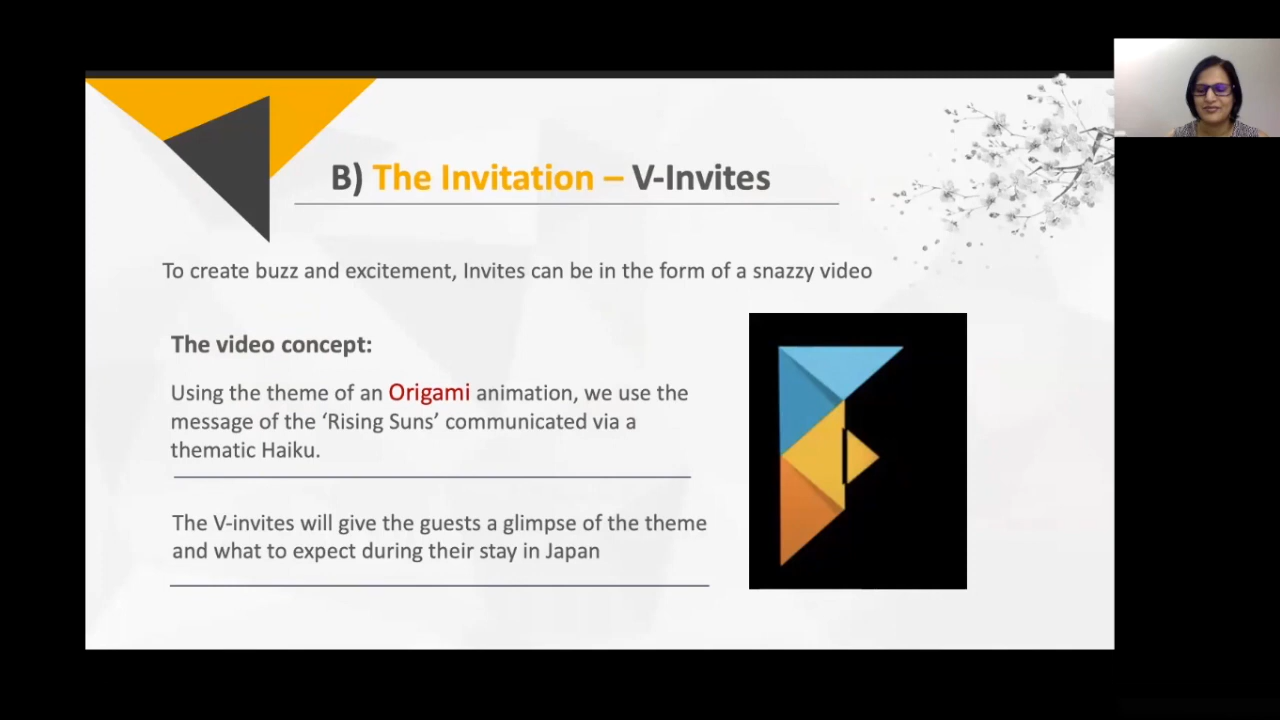 B) The Invitation – V-Invites
To create buzz and excitement, Invites can be in the form of a snazzy video
The video concept:
Using the theme of an Origami animation, we use the
message of the ‘Rising Suns’ communicated via a
thematic Haiku.
The V-invites will give the guests a glimpse of the theme
and what to expect during their stay in Japan